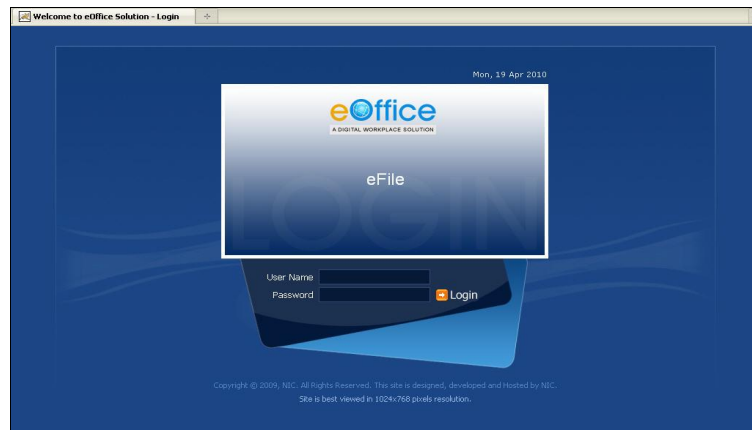 Welcome to eOffice Solution - Login
Mon, 19 Apr 2010
eOffice
A DIGITAL WORKPLACE SOLUTION
eFile
LOGIN
User Name
Password
Login
Copyright © 2009, NIC. All Rights Reserved. This site is designed, developed and Hosted by NIC.
Site is best viewed in 1024x768 pixels resolution.